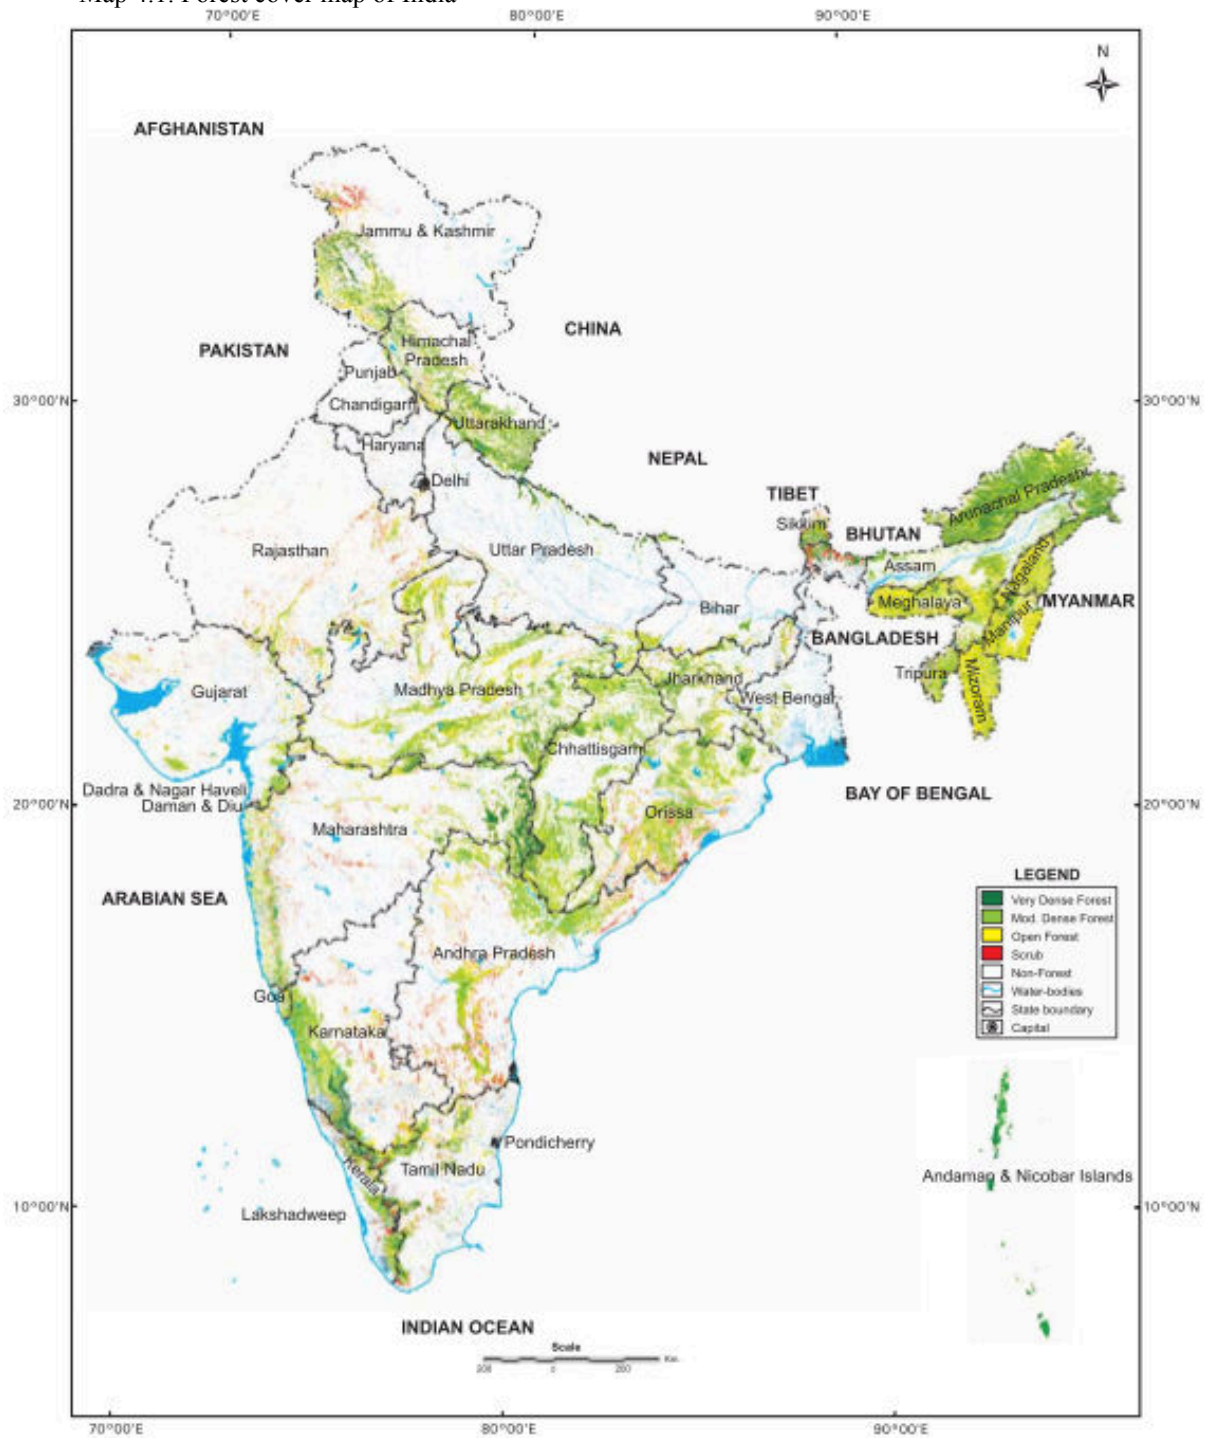 Map 4.1: Forest cover map of India
70°00'E 80°00'E 90°00'E
N
AFGHANISTAN
Jammu & Kashmir
CHINA
Himachal
Pradesh
PAKISTAN
Punjab
30°00'N
Chandigarh
30°00'N
Uttarakhand
Haryana
NEPAL
Delhi
TIBET
Arunachal Pradesh
Sikkim
BHUTAN
Rajasthan
Uttar Pradesh
Assam
Nagaland
Meghalaya
MYANMAR
Bihar
Manipur
BANGLADESH
Tripura
Jharkhand
Gujarat
Madhya Pradesh
West Bengal
Mizoram
Chhattisgarh
Dadra & Nagar Haveli
Daman & Diu
BAY OF BENGAL
20°00'N
20°00'N
Orissa
Maharashtra
ARABIAN SEA
LEGEND
Very Dense Forest
Mod. Dense Forest
Open Forest
Scrub
Non-Forest
Water-bodies
State boundary
Capital
Andhra Pradesh
Goa
Karnataka
Pondicherry
Kerala
Tamil Nadu
Andaman & Nicobar Islands
10°00'N
10°00'N
Lakshadweep
INDIAN OCEAN
Scale
200 0 200 Km.
70°00'E 80°00'E 90°00'E